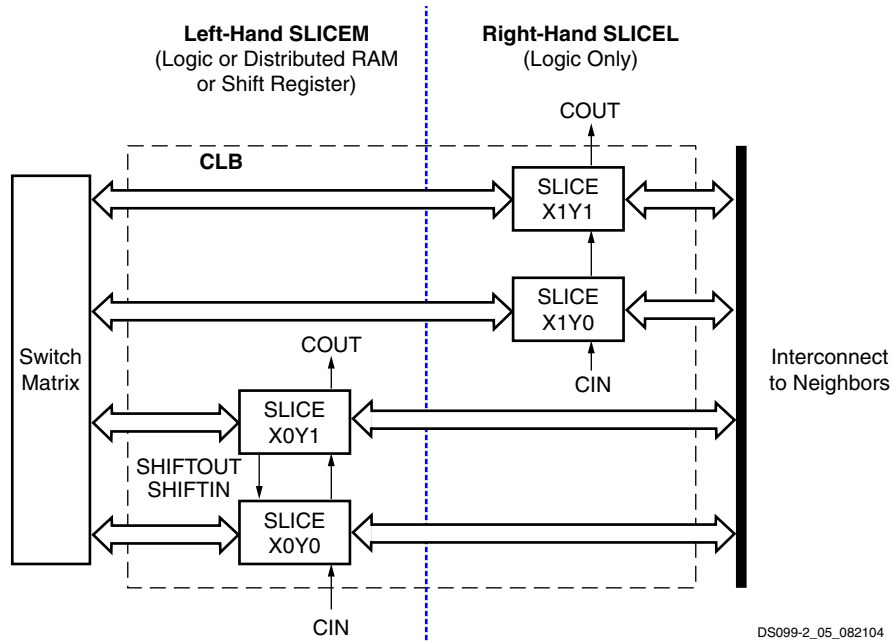 Left-Hand SLICEM
(Logic or Distributed RAM
or Shift Register)
Right-Hand SLICEL
(Logic Only)
COUT
CLB
SLICE
X1Y1
SLICE
X1Y0
COUT
CIN
Switch
Matrix
Interconnect
to Neighbors
SLICE
X0Y1
SHIFTOUT
SHIFTIN
SLICE
X0Y0
CIN
DS099-2_05_082104